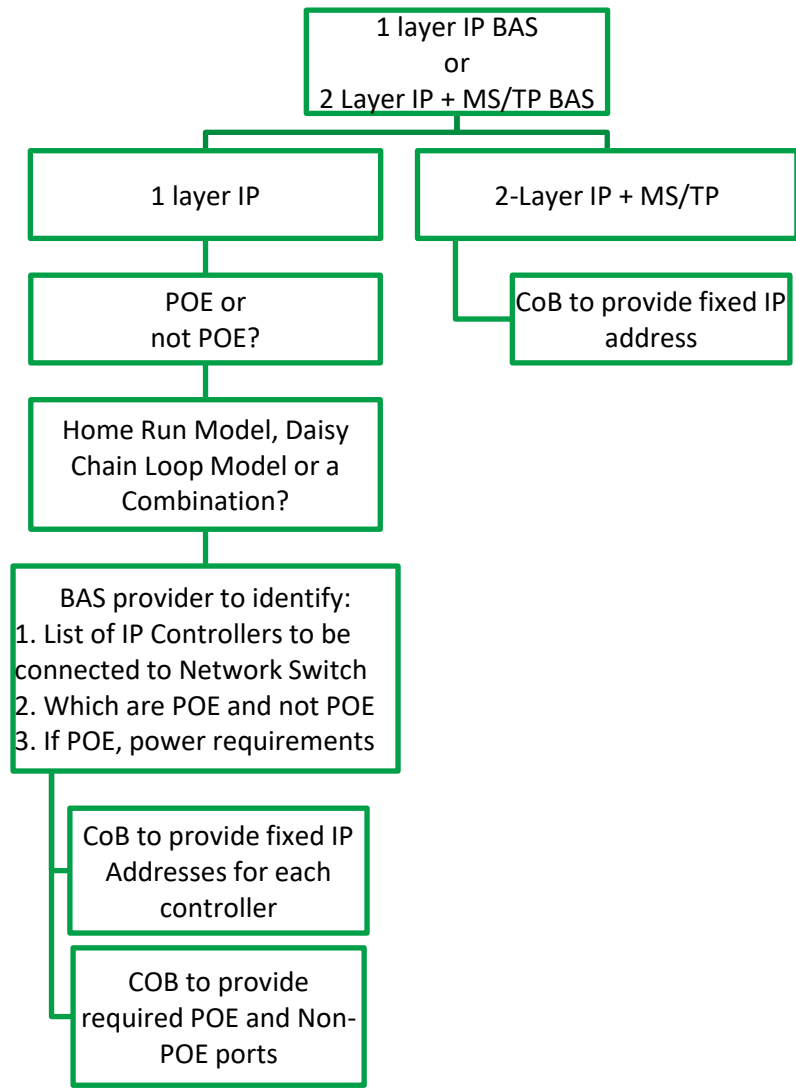 1 layer IP BAS
or
2 Layer IP + MS/TP BAS
1 layer IP
2-Layer IP + MS/TP
POE or
not POE?
CoB to provide fixed IP
address
Home Run Model, Daisy
Chain Loop Model or a
Combination?
BAS provider to identify:
1. List of IP Controllers to be
connected to Network Switch
2. Which are POE and not POE
3. If POE, power requirements
CoB to provide fixed IP
Addresses for each
controller
COB to provide
required POE and Non-
POE ports